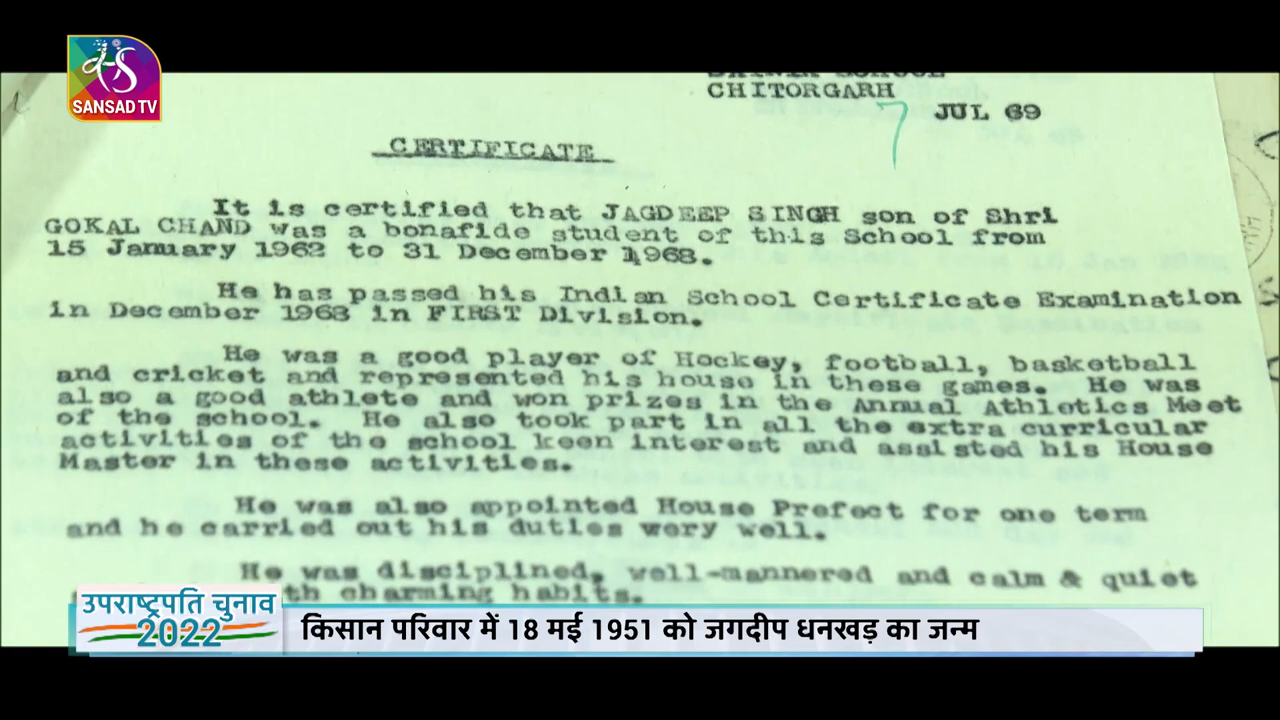 SANSAD TV
SAINIK SCHOOL
CHITORGARH
7 JUL 69
CERTIFICATE
It is certified that JAGDEEP SINGH son of Shri
GOKAL CHAND was a bonafide student of this School from
15 January 1962 to 31 December 1968.
He has passed his Indian School Certificate Examination
in December 1968 in FIRST Division.
He was a good player of Hockey, football, basketball
and cricket and represented his house in these games. He was
also a good athlete and won prizes in the Annual Athletics Meet
of the school. He also took part in all the extra curricular
activities of the school keen interest and assisted his House
Master in these activities.
He was also appointed House Prefect for one term
and he carried out his duties wery well.
He was disciplined, well-mannered and calm & quiet
th charming habits.
उपराष्ट्रपति चुनाव
2022
किसान परिवार में 18 मई 1951 को जगदीप धनखड़ का जन्म